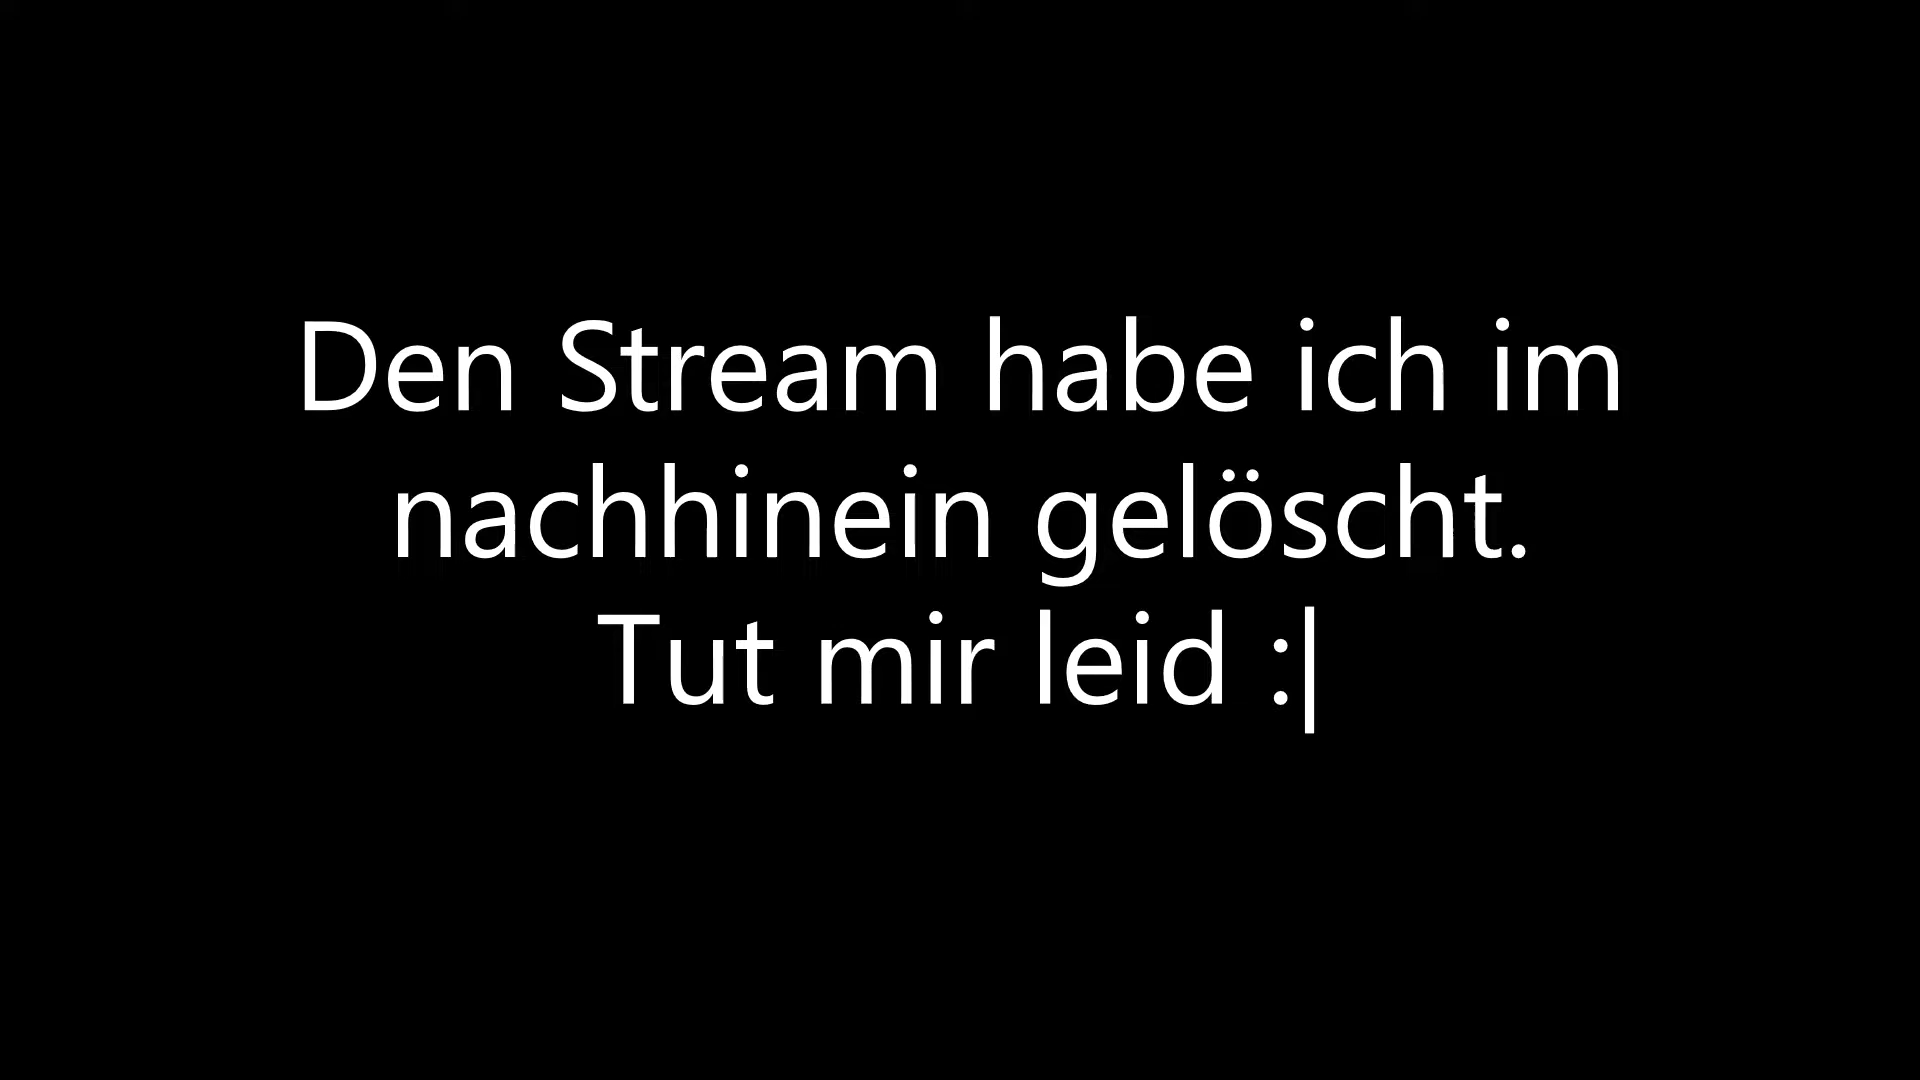 Den Stream habe ich im
nachhinein gelöscht.
Tut mir leid :|